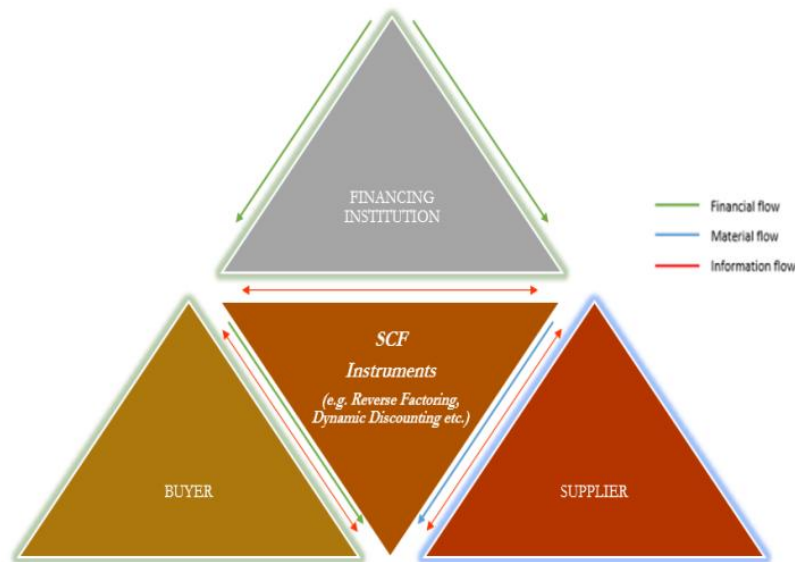 FINANCING
INSTITUTION
Financial flow
Material flow
Information flow
SCF
Instruments
(e.g. Reverse Factoring,
Dynamic Discounting etc.)
BUYER
SUPPLIER